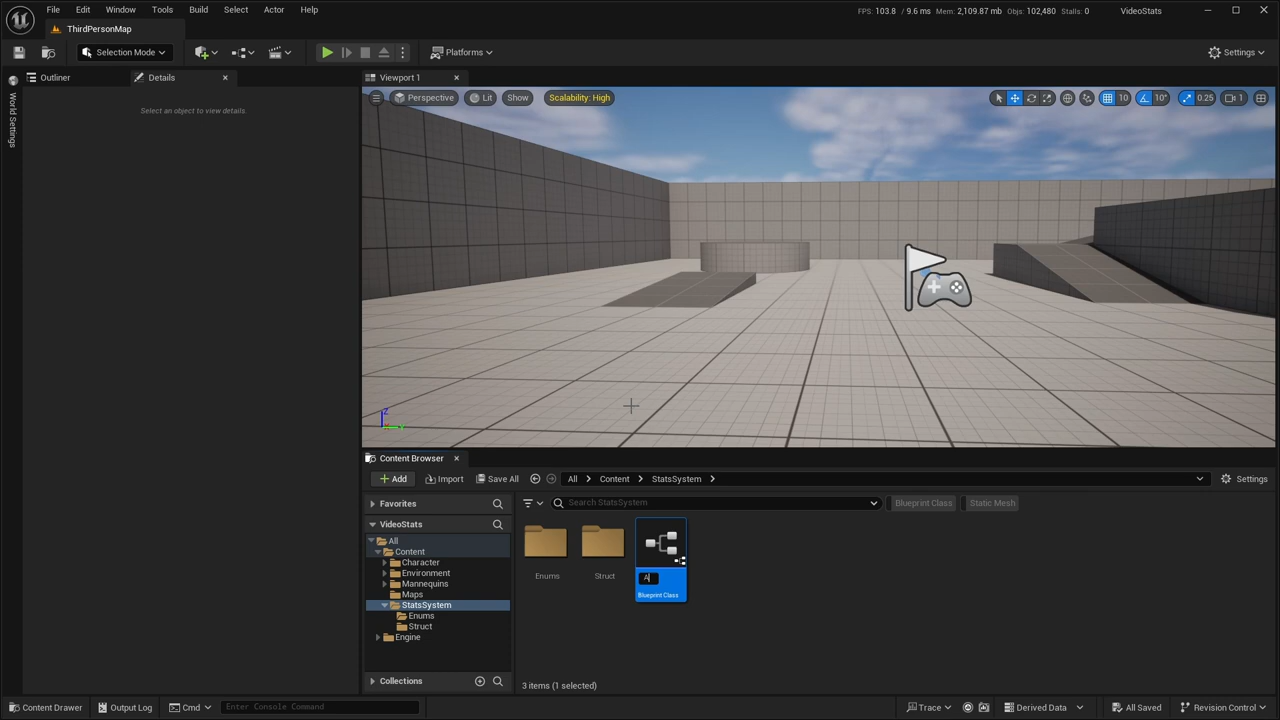 File Edit Window Tools Build Select Actor Help
FPS: 103.8 / 9.6 ms Mem: 2,109.87 mb Objs: 102,480 Stalls: 0 VideoStats
ThirdPersonMap
Selection Mode Platforms Settings
Outliner Details Viewport 1
World Settings
Select an object to view details
Perspective Lit Show Scalability: High 10 10° 0.25 1
Z
Content Browser
Add Import Save All All Content StatsSystem Settings
Favorites Search StatsSystem Blueprint Class Static Mesh
VideoStats
All
Content
Character
Environment
Mannequins
Maps
StatsSystem
Enums
Struct
Engine
Enums Struct A
Blueprint Class
Collections 3 items (1 selected)
Content Drawer Output Log Cmd Enter Console Command Trace Derived Data All Saved Revision Control